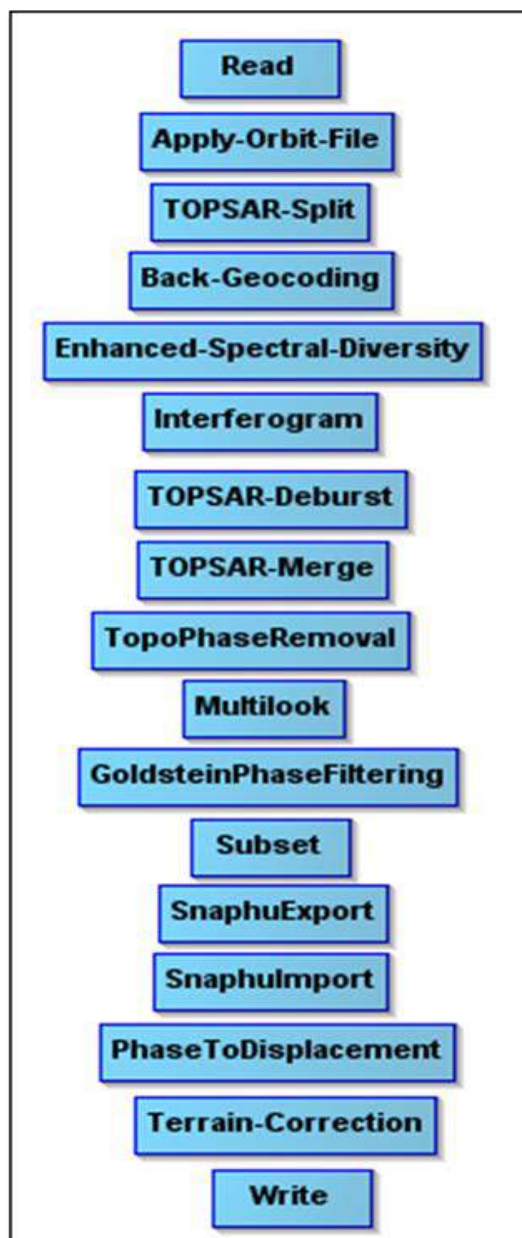 Read
Apply-Orbit-File
TOPSAR-Split
Back-Geocoding
Enhanced-Spectral-Diversity
Interferogram
TOPSAR-Deburst
TOPSAR-Merge
TopoPhaseRemoval
Multilook
GoldsteinPhaseFiltering
Subset
SnaphuExport
SnaphuImport
PhaseToDisplacement
Terrain-Correction
Write